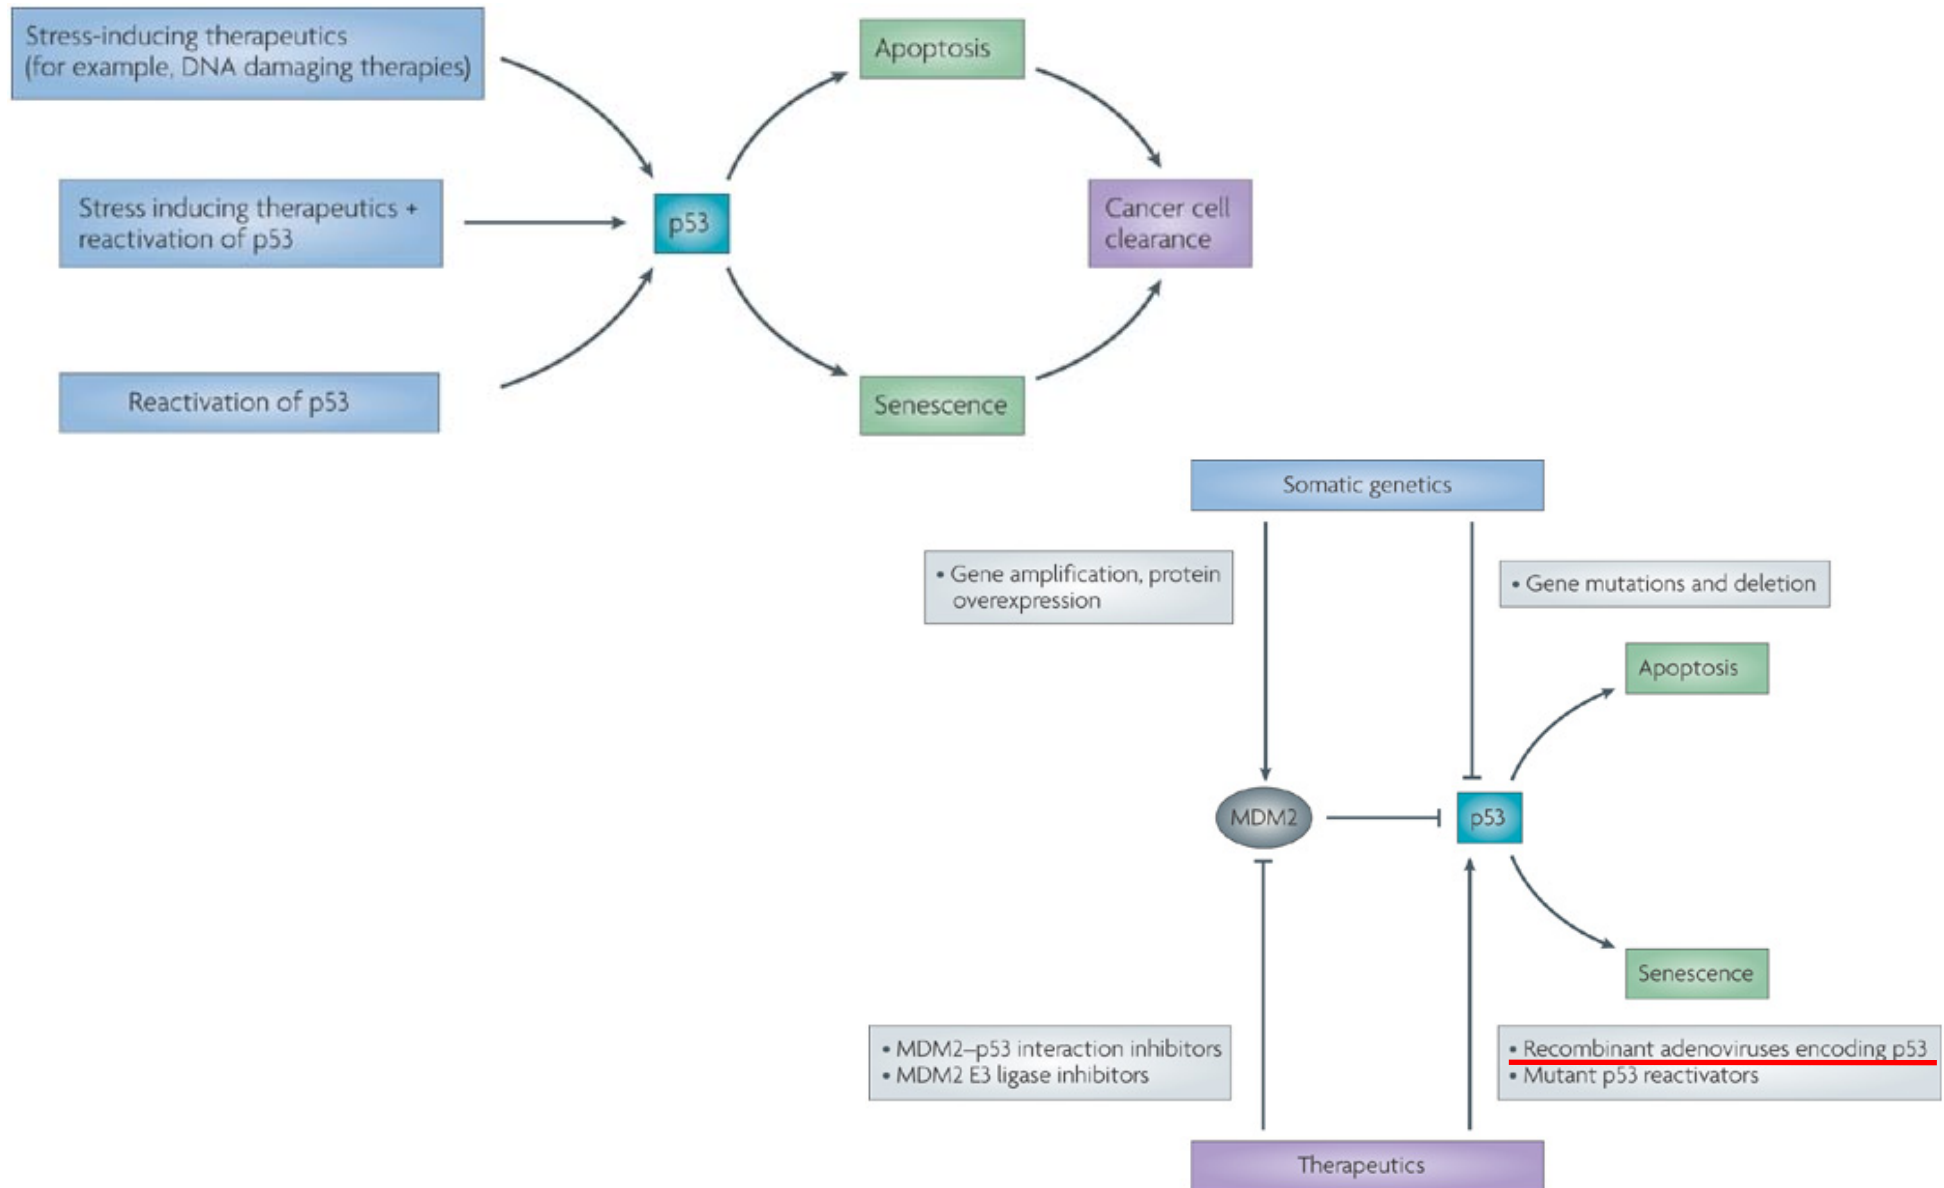 Stress-inducing therapeutics
(for example, DNA damaging therapies)
Apoptosis
Stress inducing therapeutics +
reactivation of p53
p53
Cancer cell
clearance
Reactivation of p53
Senescence
Somatic genetics
• Gene amplification, protein
overexpression
• Gene mutations and deletion
Apoptosis
MDM2
p53
Senescence
• MDM2–p53 interaction inhibitors
• MDM2 E3 ligase inhibitors
• Recombinant adenoviruses encoding p53
• Mutant p53 reactivators
Therapeutics